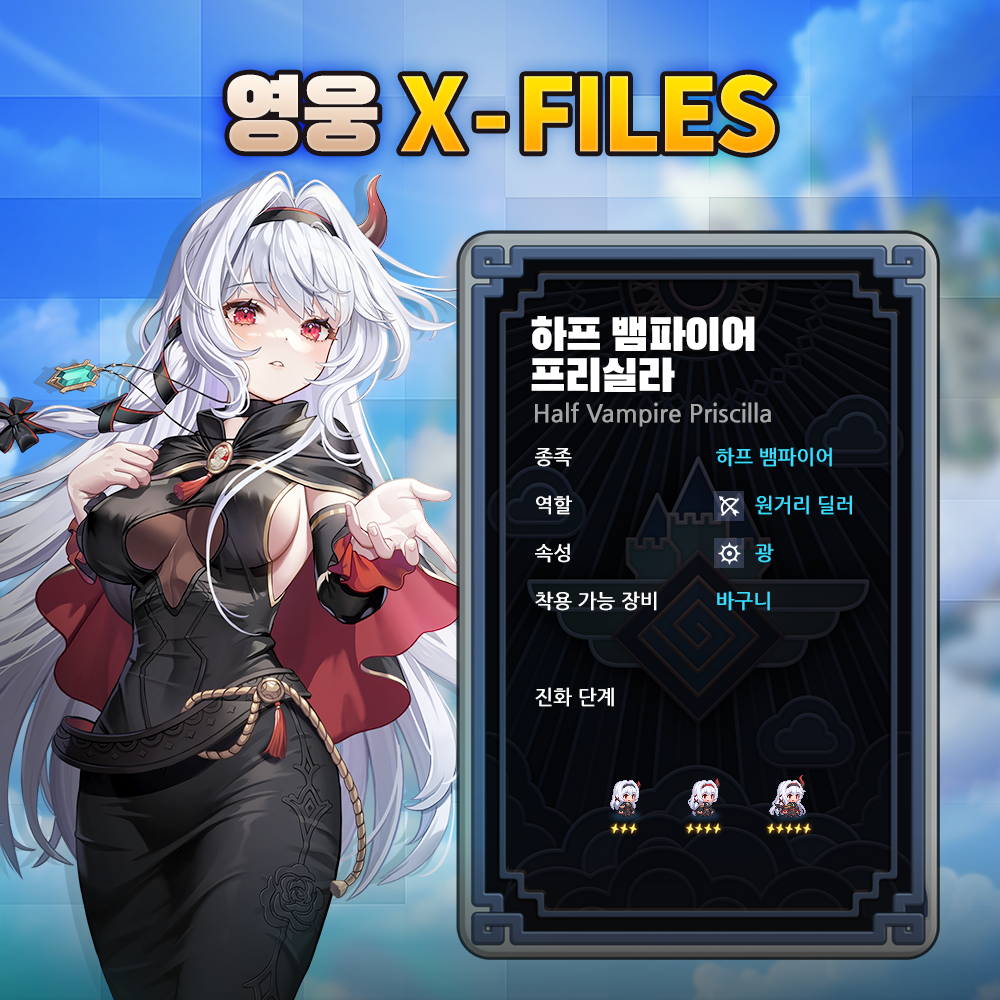 영웅 X-FILES
하프 뱀파이어
프리실라
Half Vampire Priscilla
종족 하프 뱀파이어
역할 원거리 딜러
속성 광
착용 가능 장비 바구니
진화 단계